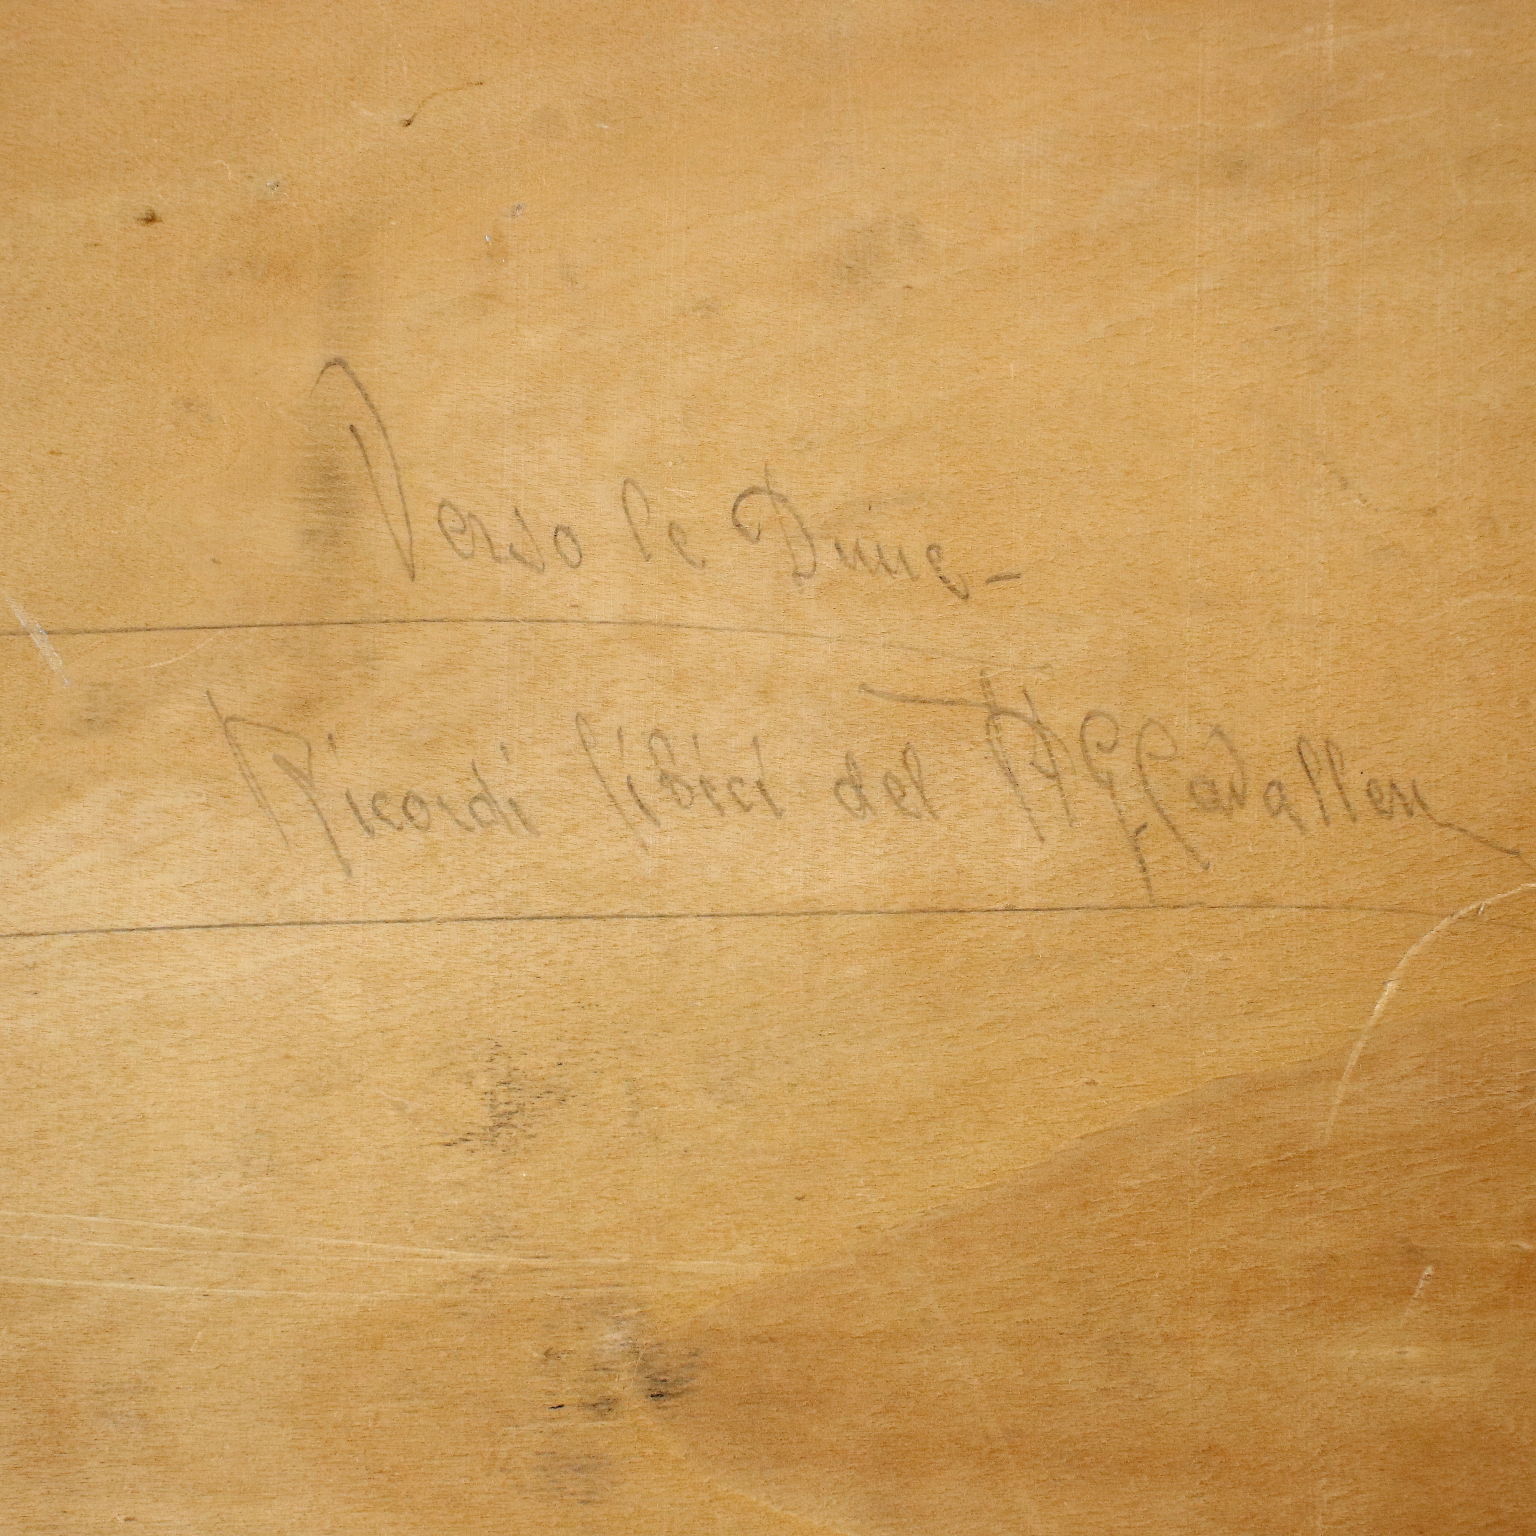 Verso le Dune-
Ricordi libici del